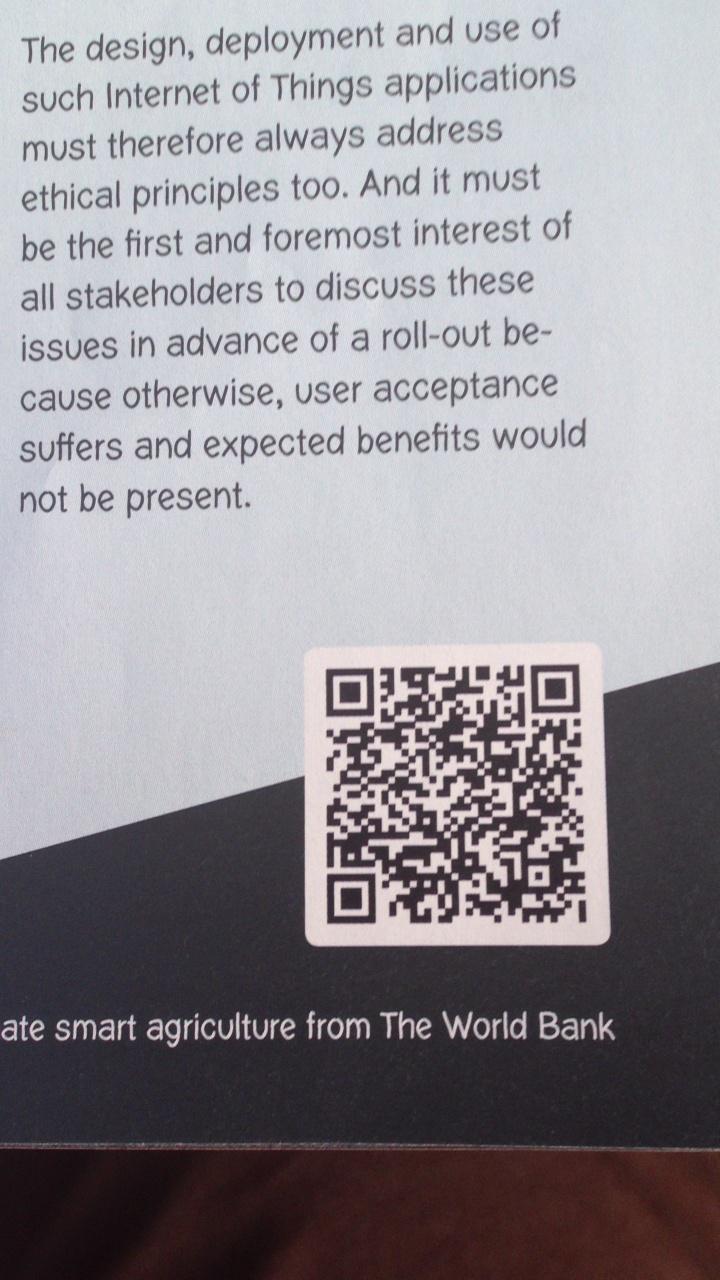 The design, deployment and use of
such Internet of Things applications
must therefore always address
ethical principles too. And it must
be the first and foremost interest of
all stakeholders to discuss these
issues in advance of a roll-out be-
cause otherwise, user acceptance
suffers and expected benefits would
not be present.
ate smart agriculture from The World Bank